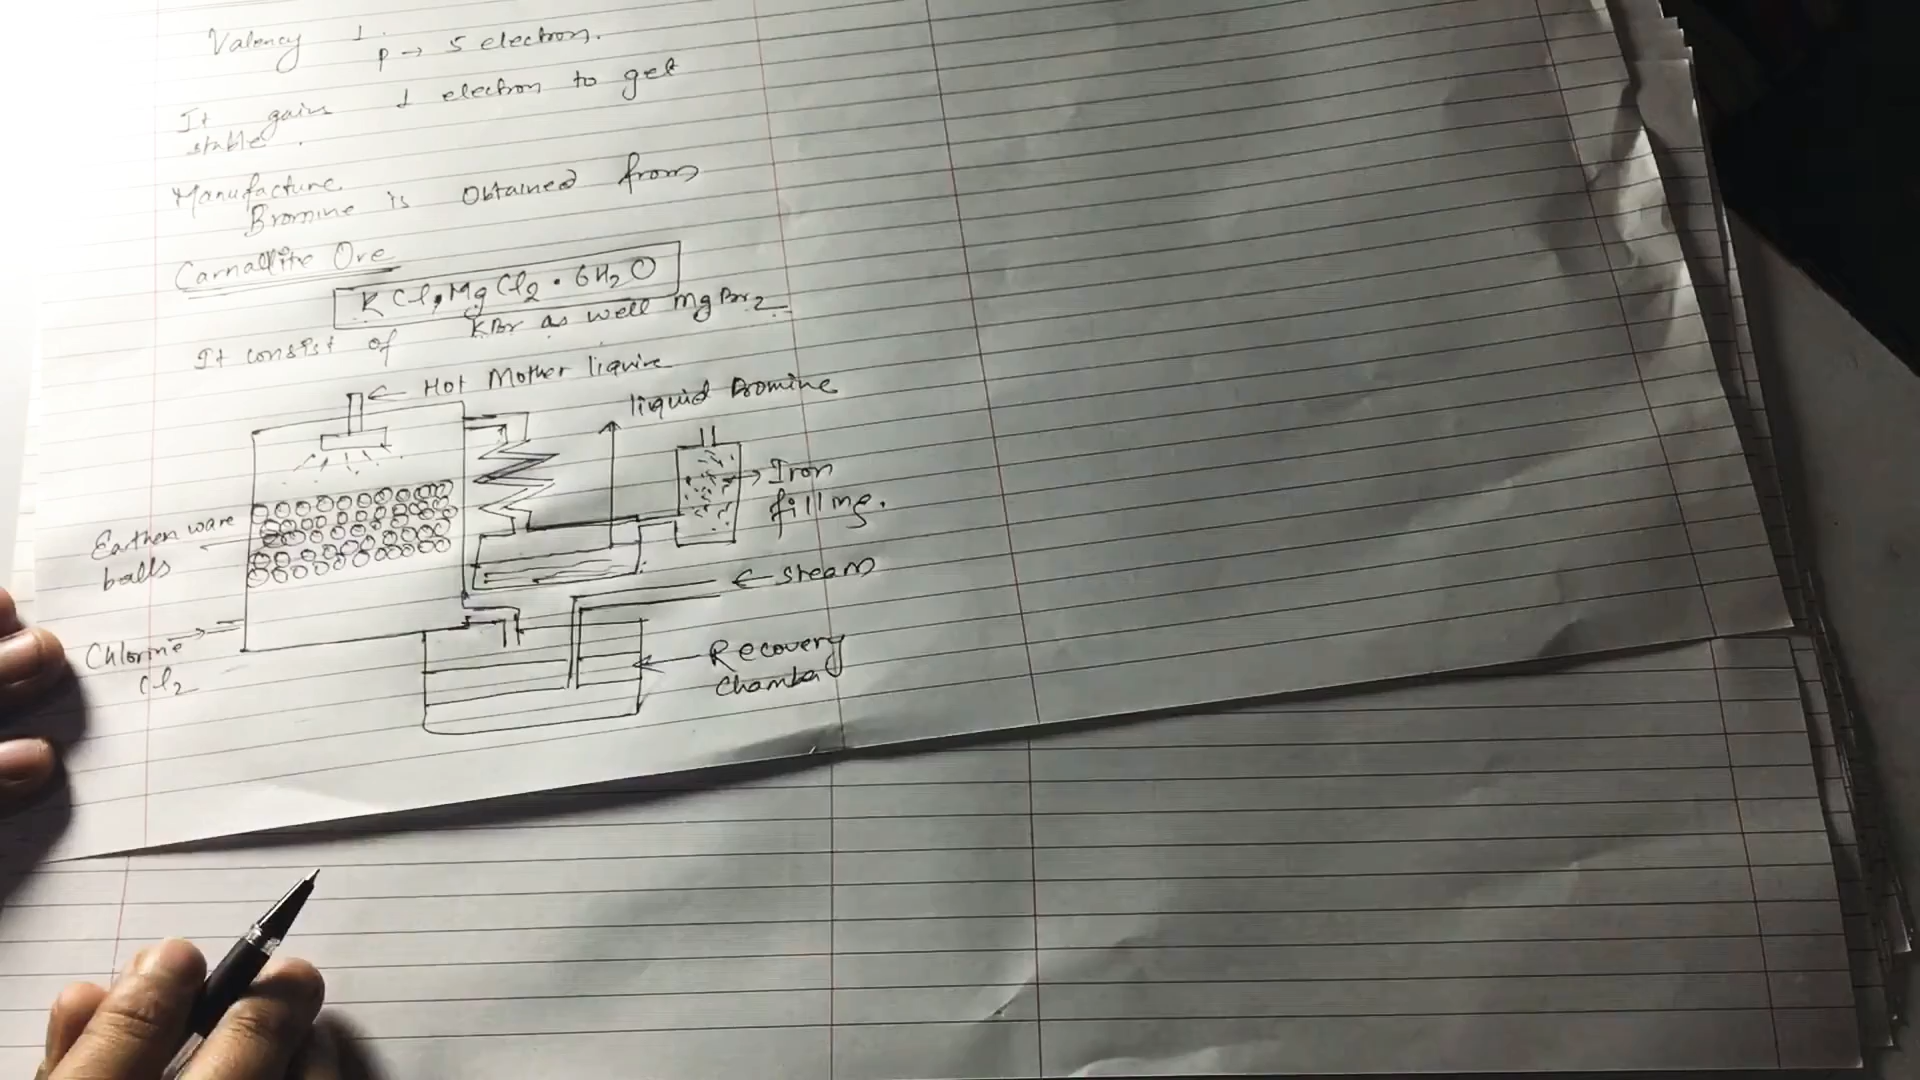 Valency 1.
p → 5 electron.
It gains 1 electron to get
stable.
Manufacture
Bromine is Obtained from
Carnallite Ore
KCl, MgCl2 · 6H2O
It consist of KBr as well MgBr2
← Hot Mother liquire
liquid Bromine
Iron
filling.
Earthen ware
balls
← steam
Chlorine
Cl2
Recovery
Chamber